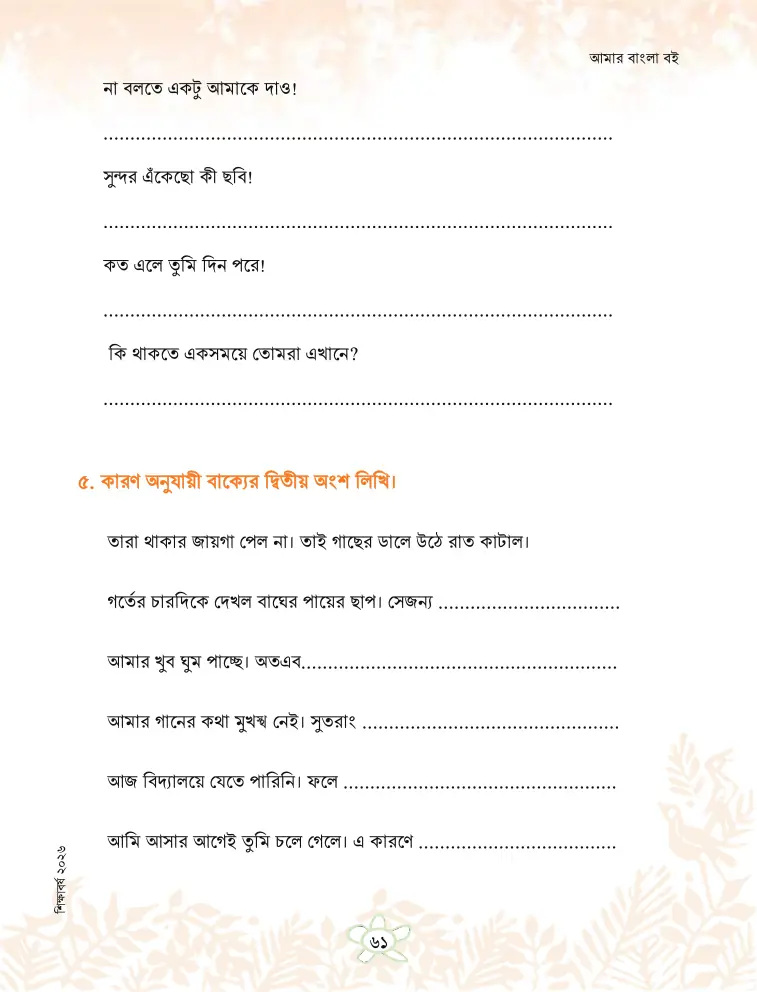 আমার বাংলা বই
না বলতে একটু আমাকে দাও!
................................................................................................
সুন্দর এঁকেছো কী ছবি!
................................................................................................
কত এলে তুমি দিন পরে!
................................................................................................
কি থাকতে একসময়ে তোমরা এখানে?
................................................................................................
৫. কারণ অনুযায়ী বাক্যের দ্বিতীয় অংশ লিখি।
তারা থাকার জায়গা পেল না। তাই গাছের ডালে উঠে রাত কাটাল।
গর্তের চারদিকে দেখল বাঘের পায়ের ছাপ। সেজন্য ..................................
আমার খুব ঘুম পাচ্ছে। অতএব...........................................................
আমার গানের কথা মুখস্থ নেই। সুতরাং ................................................
আজ বিদ্যালয়ে যেতে পারিনি। ফলে ...................................................
আমি আসার আগেই তুমি চলে গেলে। এ কারণে .....................................
শিক্ষাবর্ষ ২০২৬
৬১